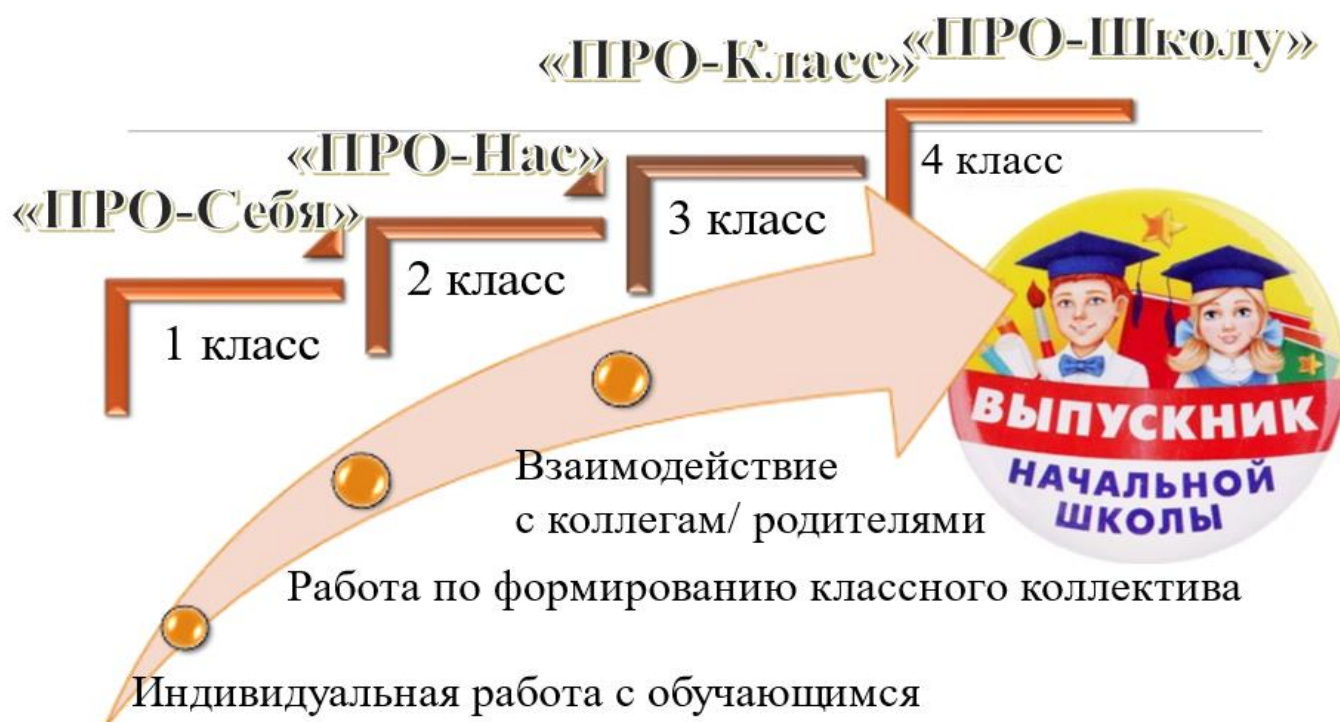 «ПРО-Школу»
«ПРО-Класс»
«ПРО-Нас»
«ПРО-Себя»
4 класс
3 класс
2 класс
1 класс
ВЫПУСКНИК
НАЧАЛЬНОЙ
ШКОЛЫ
Взаимодействие
с коллегам/ родителями
Работа по формированию классного коллектива
Индивидуальная работа с обучающимся